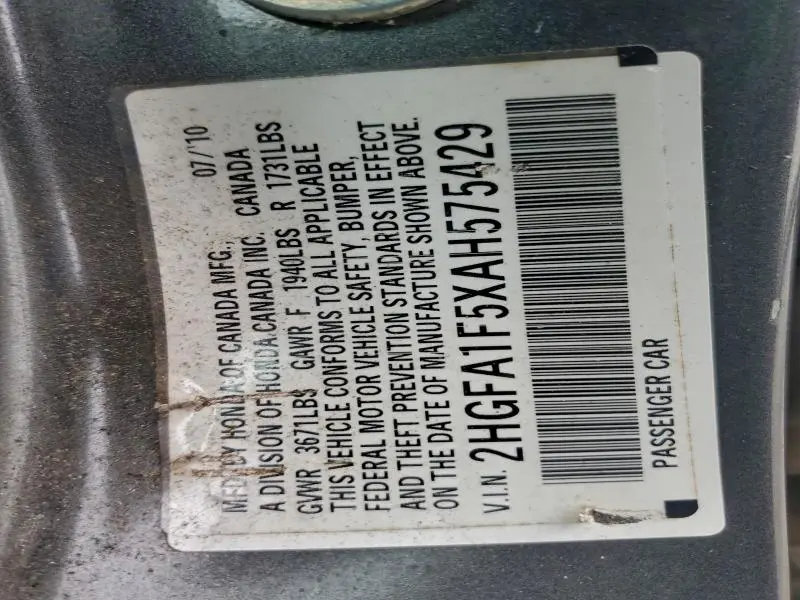 MFD BY HONDA OF CANADA MFG., 07/'10
A DIVISION OF HONDA CANADA INC. CANADA
GVWR 3671LBS GAWR F 1940LBS R 1731LBS
THIS VEHICLE CONFORMS TO ALL APPLICABLE
FEDERAL MOTOR VEHICLE SAFETY, BUMPER,
AND THEFT PREVENTION STANDARDS IN EFFECT
ON THE DATE OF MANUFACTURE SHOWN ABOVE.
V.I.N. 2HGFA1F5XAH575429
PASSENGER CAR